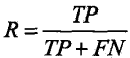 R = TP / (TP + FN)